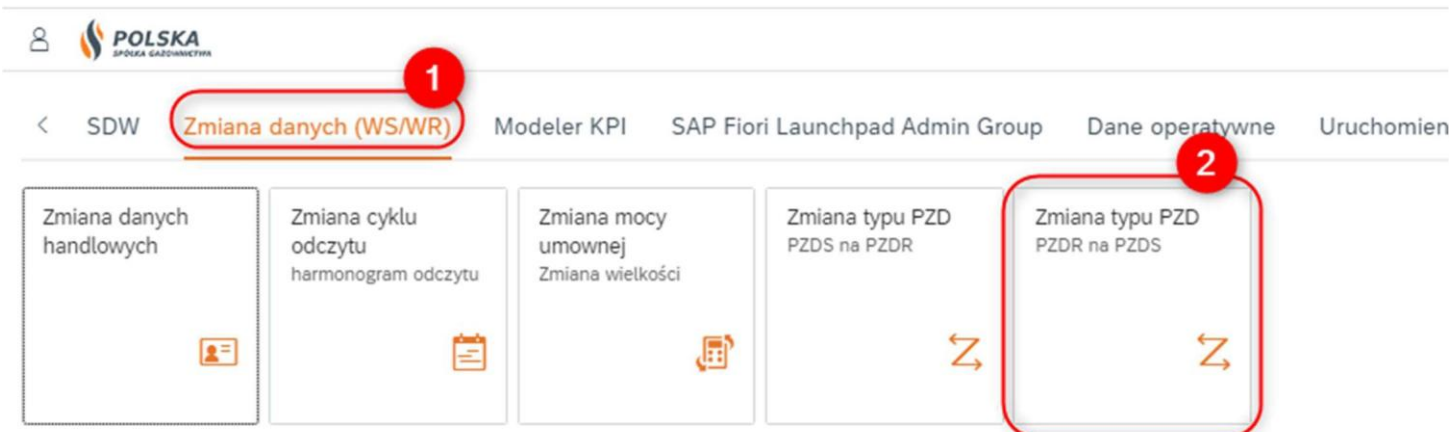 POLSKA
SPÓŁKA GAZOWNICTWA
1
SDW Zmiana danych (WS/WR) Modeler KPI SAP Fiori Launchpad Admin Group Dane operatywne Uruchomien
2
Zmiana danych
handlowych
Zmiana cyklu
odczytu
harmonogram odczytu
Zmiana mocy
umownej
Zmiana wielkości
Zmiana typu PZD
PZDS na PZDR
Zmiana typu PZD
PZDR na PZDS